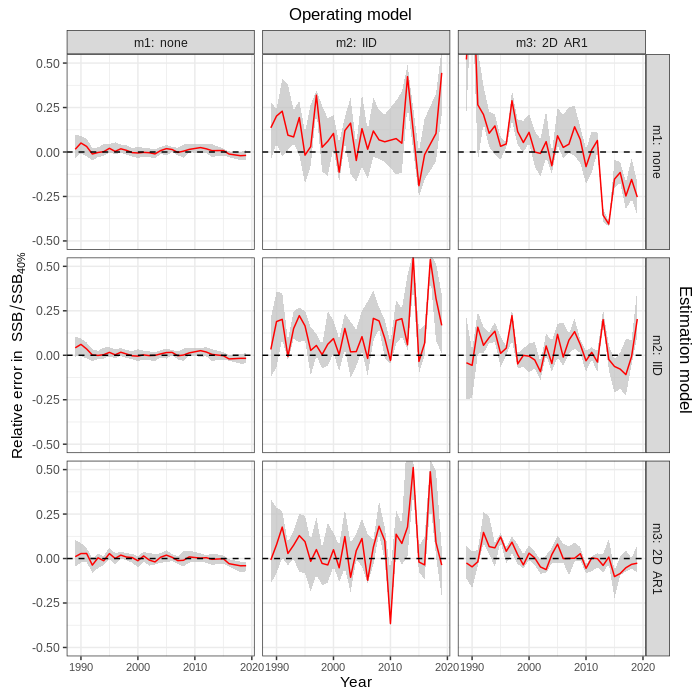 Operating model
m1: none
m2: IID
m3: 2D AR1
0.50
0.25
0.00
-0.25
-0.50
m1: none
0.50
0.25
0.00
-0.25
-0.50
m2: IID
0.50
0.25
0.00
-0.25
-0.50
m3: 2D AR1
Relative error in SSB/SSB40%
Estimation model
1990
2000
2010
2020
1990
2000
2010
2020
1990
2000
2010
2020
Year